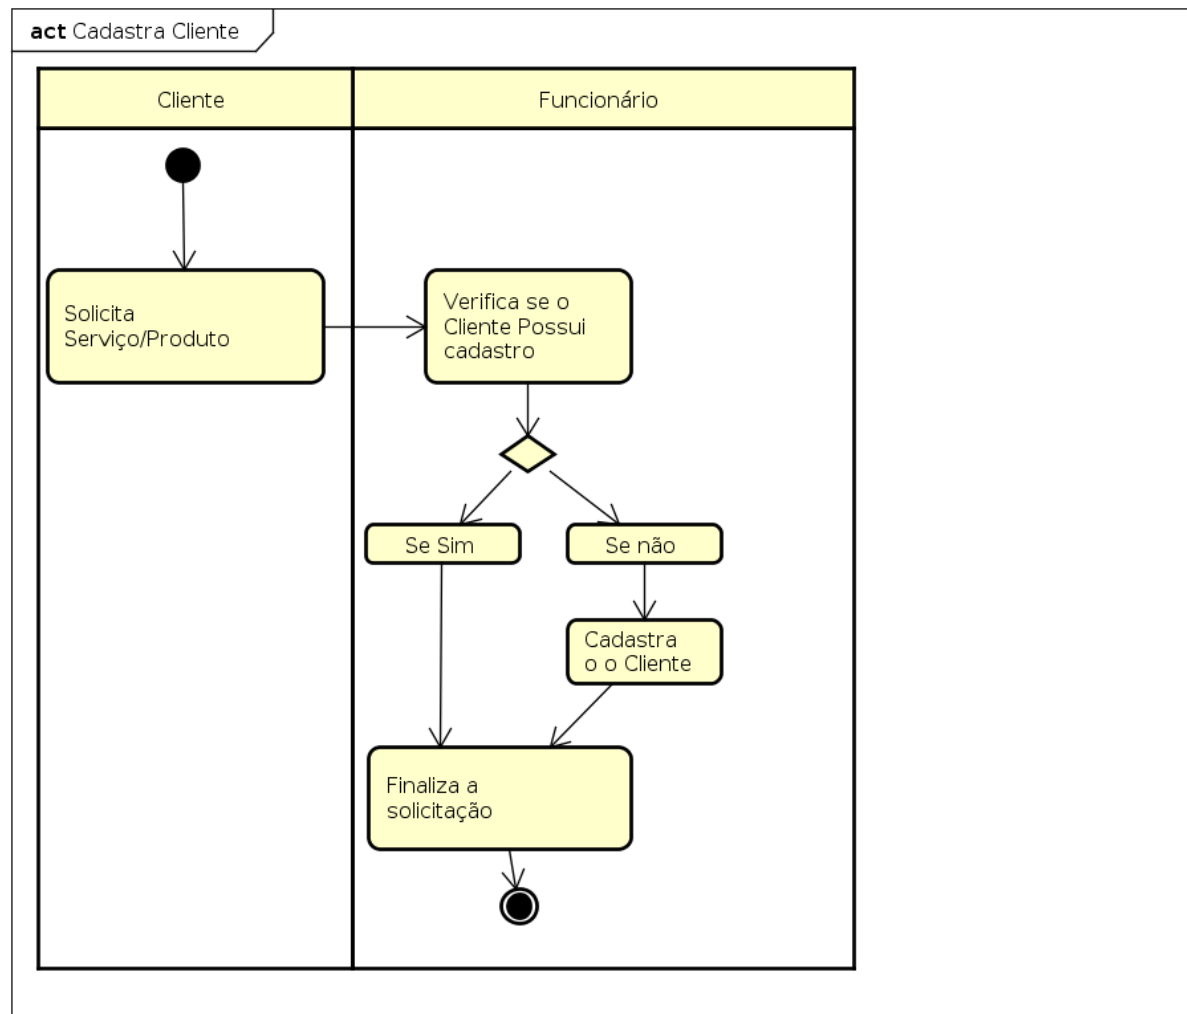 act Cadastra Cliente
Cliente
Funcionário
Solicita
Serviço/Produto
Verifica se o
Cliente Possui
cadastro
Se Sim
Se não
Cadastra
o o Cliente
Finaliza a
solicitação